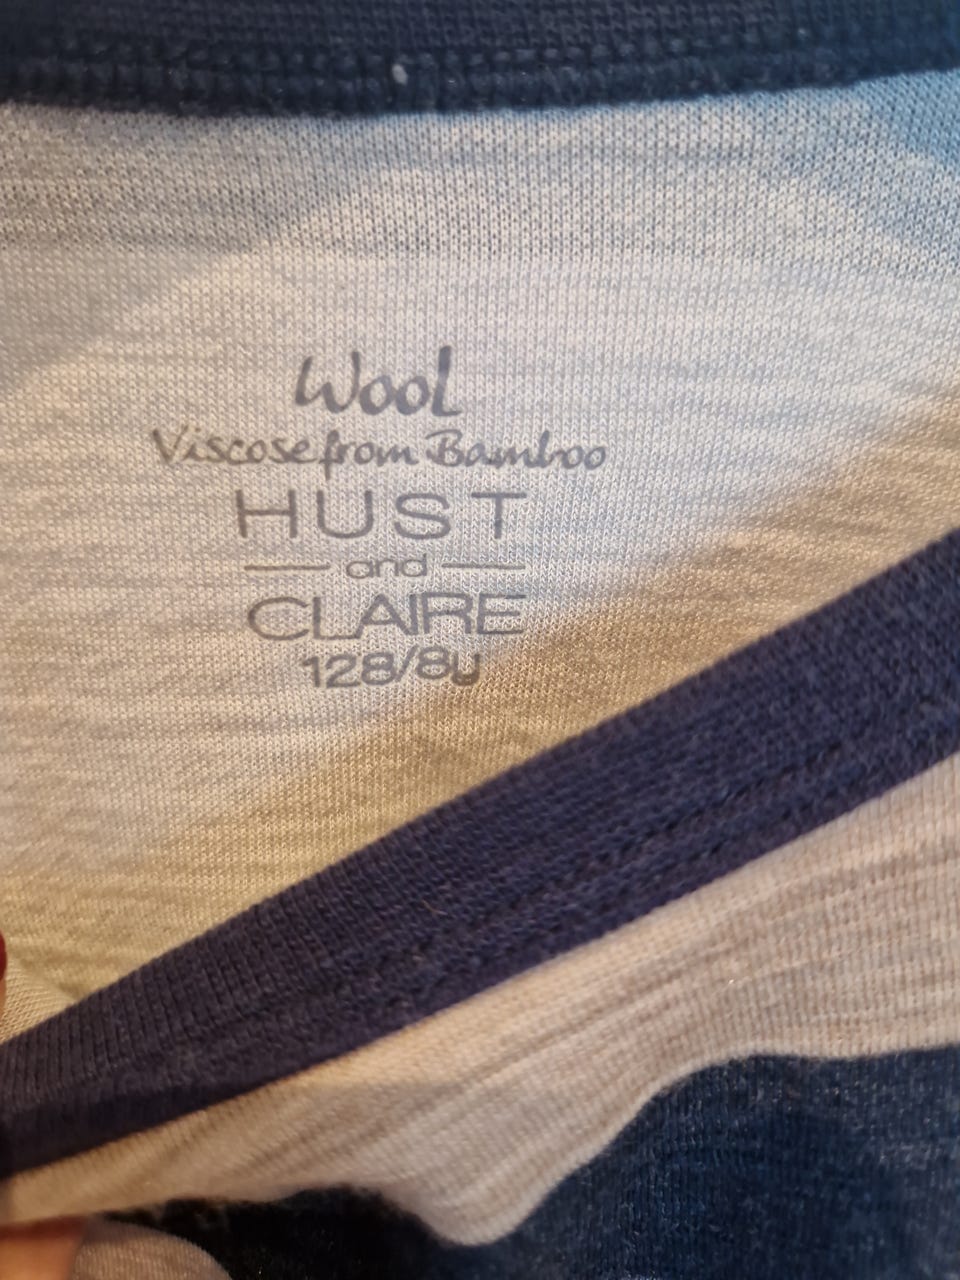 Wool
Viscose from Bamboo
HUST
and
CLAIRE
128/8y